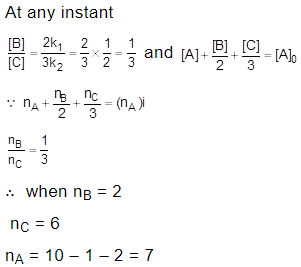 At any instant
[B]/[C] = 2k₁/3k₂ = 2/3 × 1/2 = 1/3 and [A] + [B]/2 + [C]/3 = [A]₀
∵ nA + nB/2 + nC/3 = (nA)i
nB/nC = 1/3
∴ when nB = 2
nC = 6
nA = 10 − 1 − 2 = 7